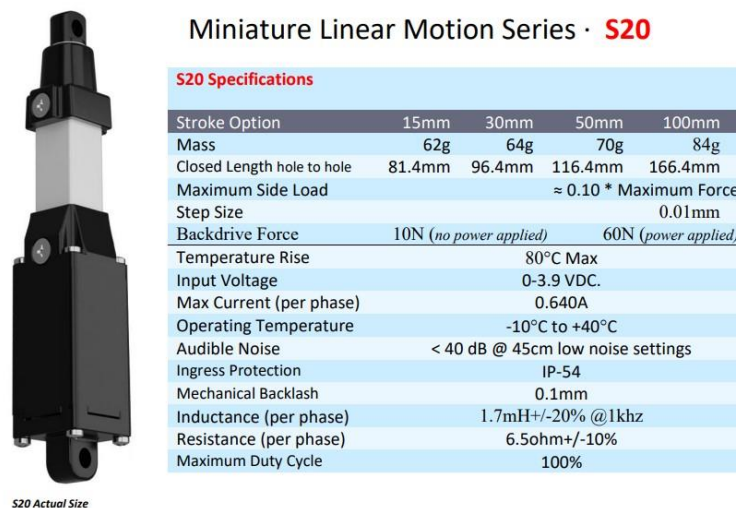 Miniature Linear Motion Series · S20
S20 Specifications
Stroke Option 15mm 30mm 50mm 100mm
Mass 62g 64g 70g 84g
Closed Length hole to hole 81.4mm 96.4mm 116.4mm 166.4mm
Maximum Side Load ≈ 0.10 * Maximum Force
Step Size 0.01mm
Backdrive Force 10N (no power applied) 60N (power applied)
Temperature Rise 80°C Max
Input Voltage 0-3.9 VDC.
Max Current (per phase) 0.640A
Operating Temperature -10°C to +40°C
Audible Noise < 40 dB @ 45cm low noise settings
Ingress Protection IP-54
Mechanical Backlash 0.1mm
Inductance (per phase) 1.7mH+/-20% @1khz
Resistance (per phase) 6.5ohm+/-10%
Maximum Duty Cycle 100%
S20 Actual Size